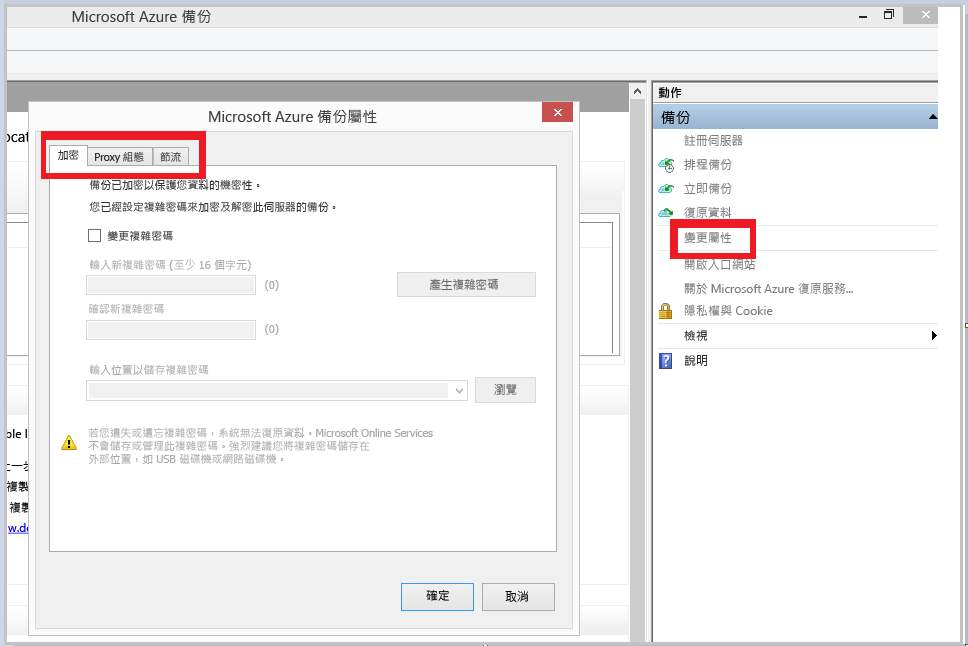 Microsoft Azure 備份
動作
備份
註冊伺服器
排程備份
立即備份
復原資料
變更屬性
開啟入口網站
關於 Microsoft Azure 復原服務...
隱私權與 Cookie
檢視
說明
Microsoft Azure 備份屬性
加密
Proxy 組態
節流
備份已加密以保護您資料的機密性。
您已經設定複雜密碼來加密及解密此伺服器的備份。
變更複雜密碼
輸入新複雜密碼 (至少 16 個字元)
(0)
產生複雜密碼
確認新複雜密碼
(0)
輸入位置以儲存複雜密碼
瀏覽
若您遺失或遺忘複雜密碼，系統無法復原資料。Microsoft Online Services
不會儲存或管理此複雜密碼。強烈建議您將複雜密碼儲存在
外部位置，如 USB 磁碟機或網路磁碟機。
確定
取消
ocat
ble l
上一步
複製
複製
w.do